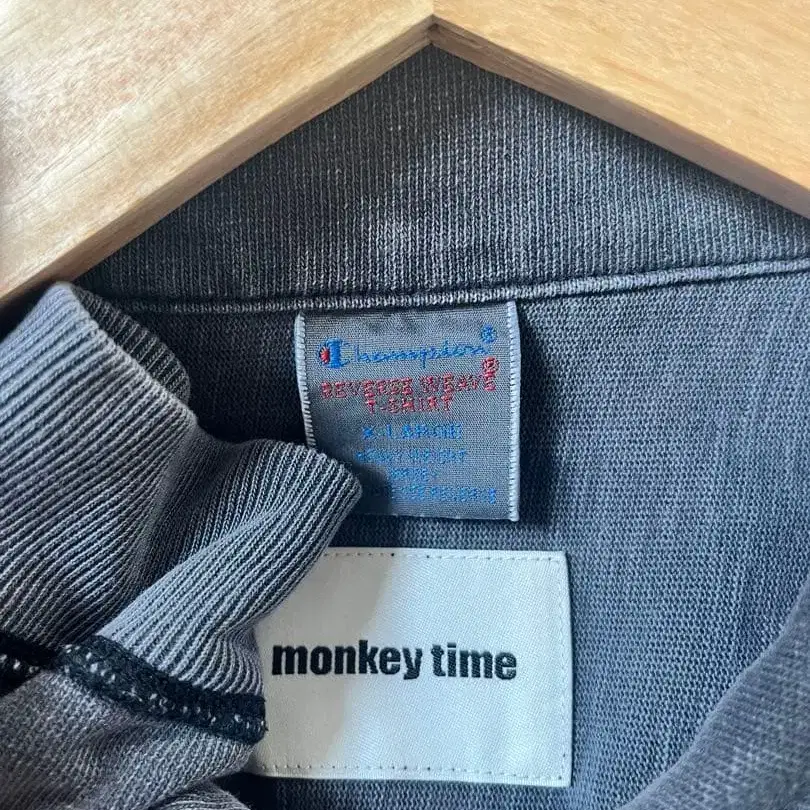 Champion®
REVERSE WEAVE®
T-SHIRT
X-LARGE
monkey time